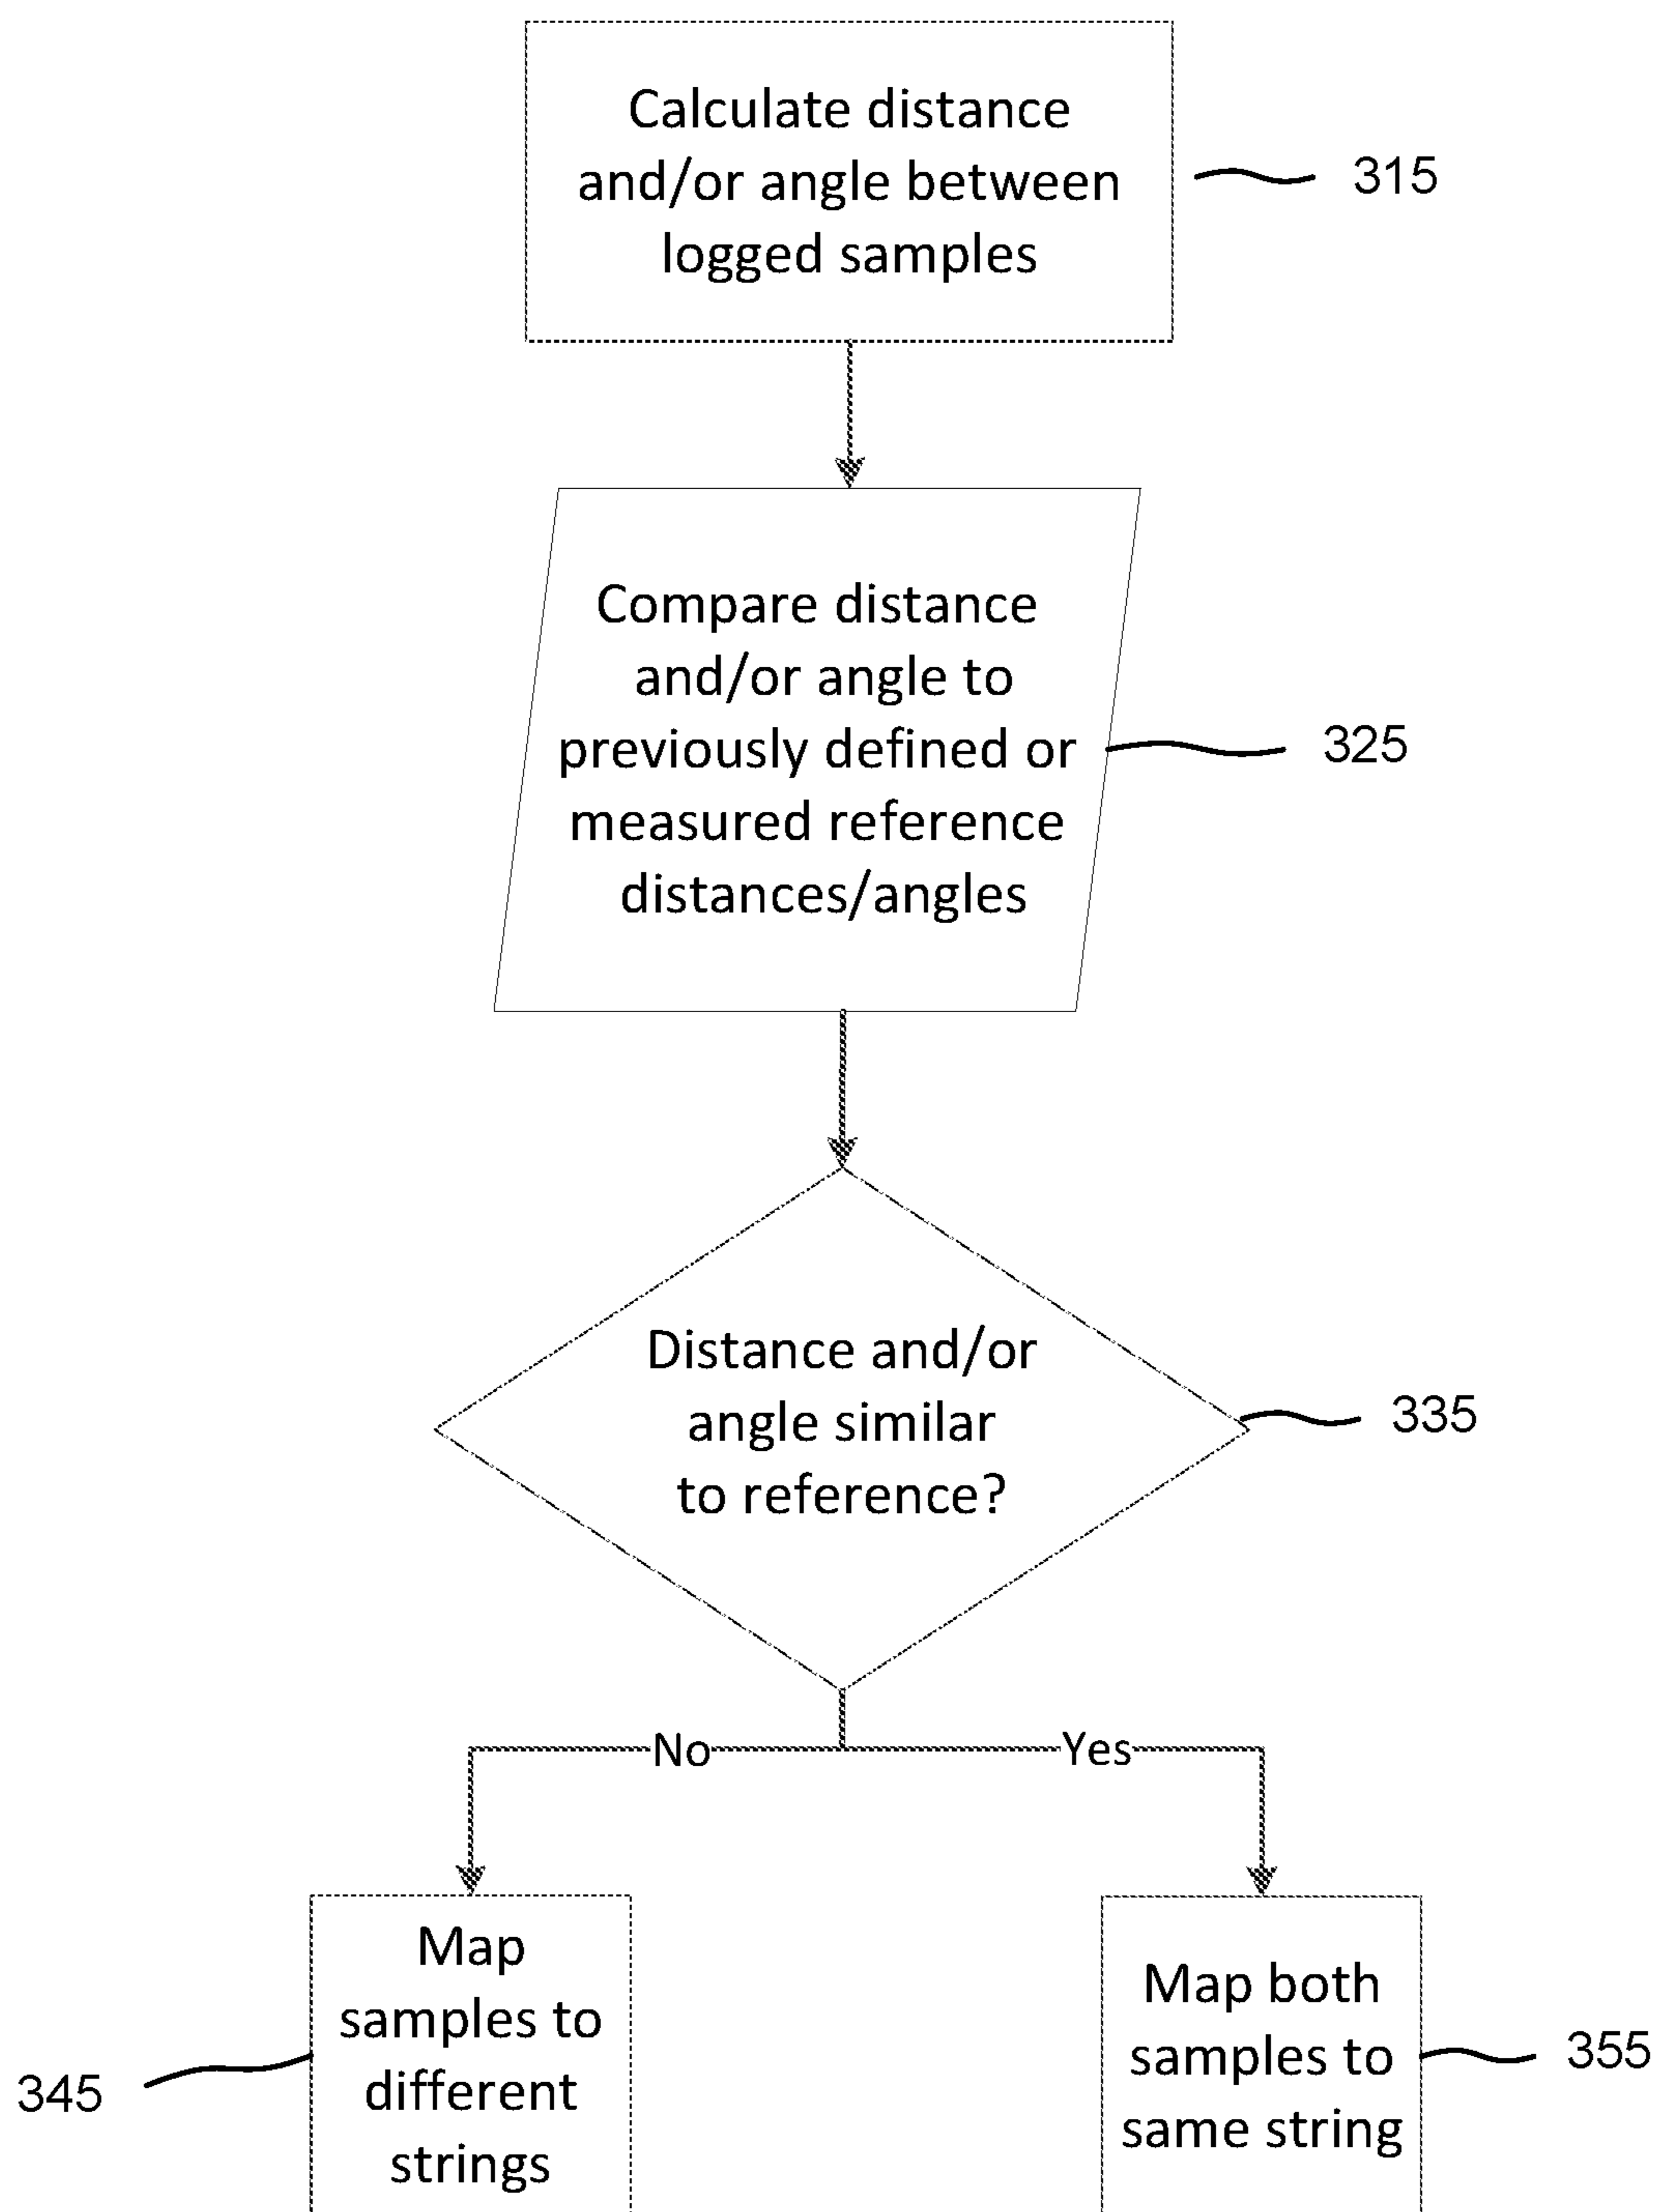 Calculate distance
and/or angle between
logged samples
315
Compare distance
and/or angle to
previously defined or
measured reference
distances/angles
325
Distance and/or
angle similar
to reference?
335
No
Yes
Map
samples to
different
strings
345
Map both
samples to
same string
355